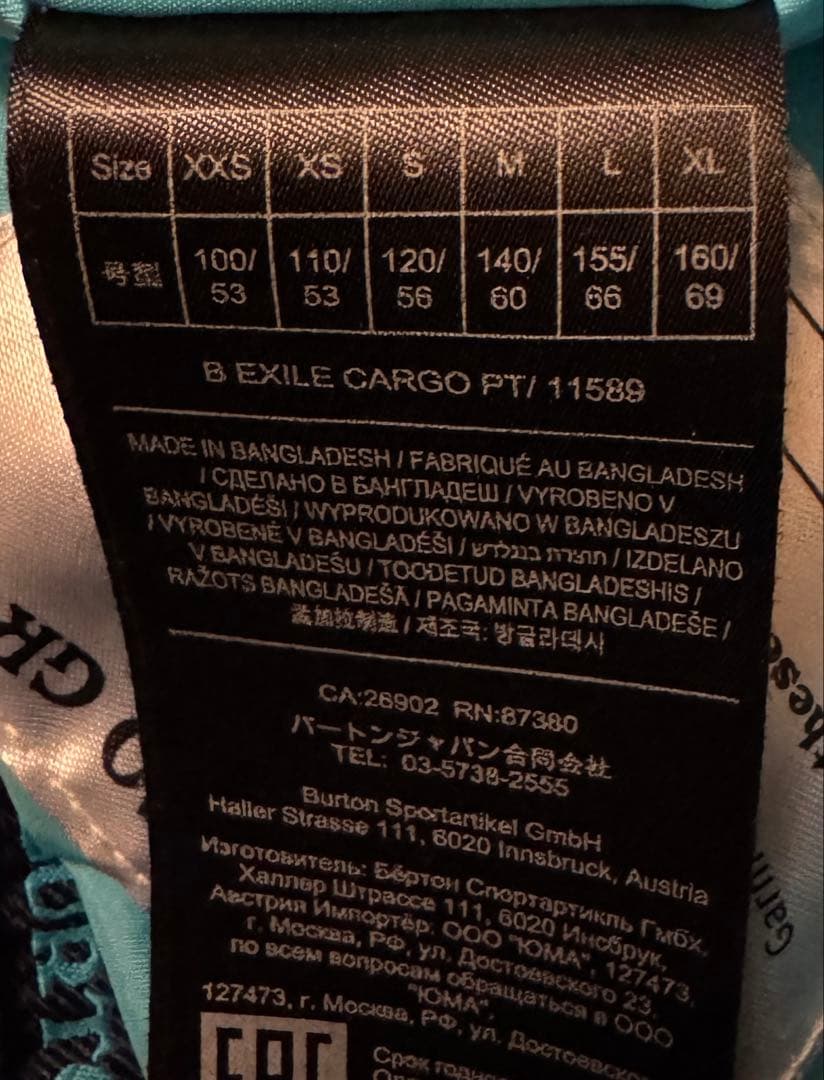 Size XXS XS S M L XL
号型 100/53 110/53 120/56 140/60 155/66 160/69
B EXILE CARGO PT/ 11589
MADE IN BANGLADESH / FABRIQUÉ AU BANGLADESH
/ СДЕЛАНО В БАНГЛАДЕШ / VYROBENO V
BANGLADÉŠI / WYPRODUKOWANO W BANGLADESZU
/ VYROBENÉ V BANGLADÉŠI / תוצרת בנגלדש / IZDELANO
V BANGLADEŠU / TOODETUD BANGLADESHIS /
RAŽOTS BANGLADEŠĀ / PAGAMINTA BANGLADEŠE /
孟加拉制造 / 제조국: 방글라데시
CA:26902 RN:87380
バートンジャパン合同会社
TEL: 03-5738-2555
Burton Sportartikel GmbH
Haller Strasse 111, 6020 Innsbruck, Austria
Изготовитель: Бёртон Спортартикль Гмбх,
Халлер Штрассе 111, 6020 Инсбрук,
Австрия Импортёр: ООО "ЮМА", 127473,
г. Москва, РФ, ул. Достоевского 23,
по всем вопросам обращаться в ООО
"ЮМА",
127473, г. Москва, РФ, ул. Достоевско
EAC
Срок годно
GR